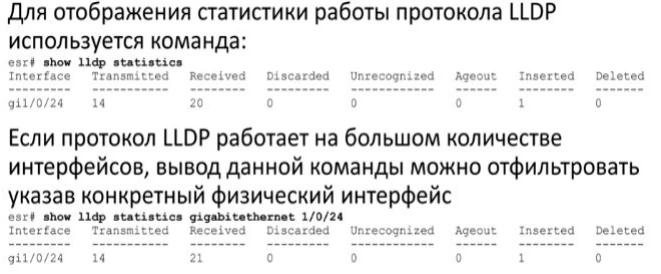 Для отображения статистики работы протокола LLDP
используется команда:
esr# show lldp statistics
Interface Transmitted Received Discarded Unrecognized Ageout Inserted Deleted
--------- ----------- -------- --------- ------------ ------ -------- -------
gi1/0/24 14 20 0 0 0 1 0
Если протокол LLDP работает на большом количестве
интерфейсов, вывод данной команды можно отфильтровать
указав конкретный физический интерфейс
esr# show lldp statistics gigabitethernet 1/0/24
Interface Transmitted Received Discarded Unrecognized Ageout Inserted Deleted
--------- ----------- -------- --------- ------------ ------ -------- -------
gi1/0/24 14 21 0 0 0 1 0